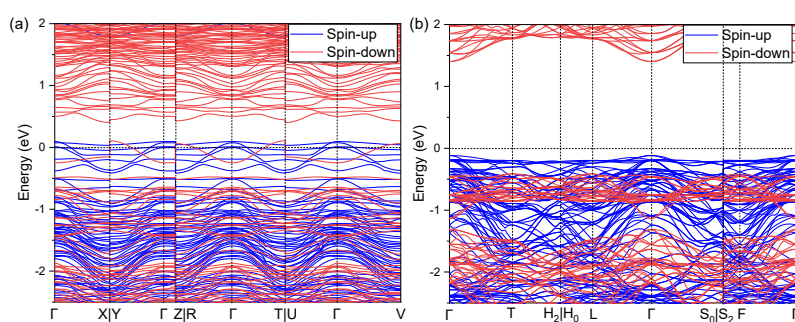 (a)
Spin-up
Spin-down
Energy (eV)
2
1
0
-1
-2
Γ X|Y Γ Z|R Γ T|U Γ V
(b)
Spin-up
Spin-down
Energy (eV)
2
1
0
-1
-2
Γ T H₂|H₀ L Γ S₀|S₂ F Γ